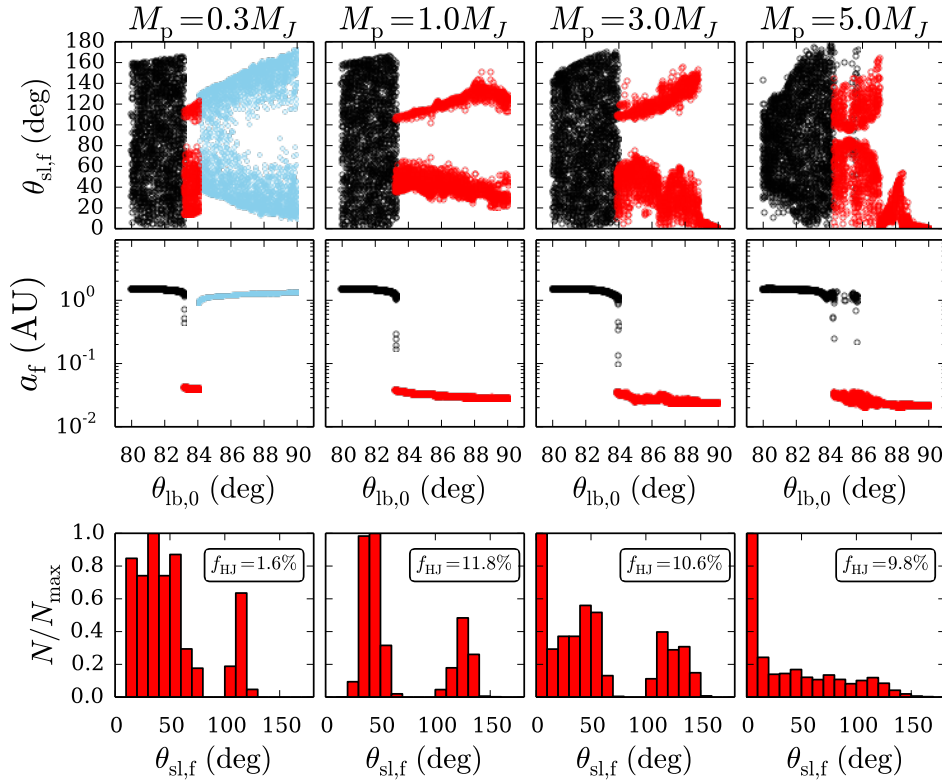 M_p=0.3M_J M_p=1.0M_J M_p=3.0M_J M_p=5.0M_J
θ_sl,f (deg)
180
160
140
120
100
80
60
40
20
0
a_f (AU)
10^0
10^-1
10^-2
80 82 84 86 88 90 80 82 84 86 88 90 80 82 84 86 88 90 80 82 84 86 88 90
θ_lb,0 (deg) θ_lb,0 (deg) θ_lb,0 (deg) θ_lb,0 (deg)
N/N_max
1.0
0.8
0.6
0.4
0.2
0.0
f_HJ=1.6% f_HJ=11.8% f_HJ=10.6% f_HJ=9.8%
0 50 100 150 0 50 100 150 0 50 100 150 0 50 100 150
θ_sl,f (deg) θ_sl,f (deg) θ_sl,f (deg) θ_sl,f (deg)